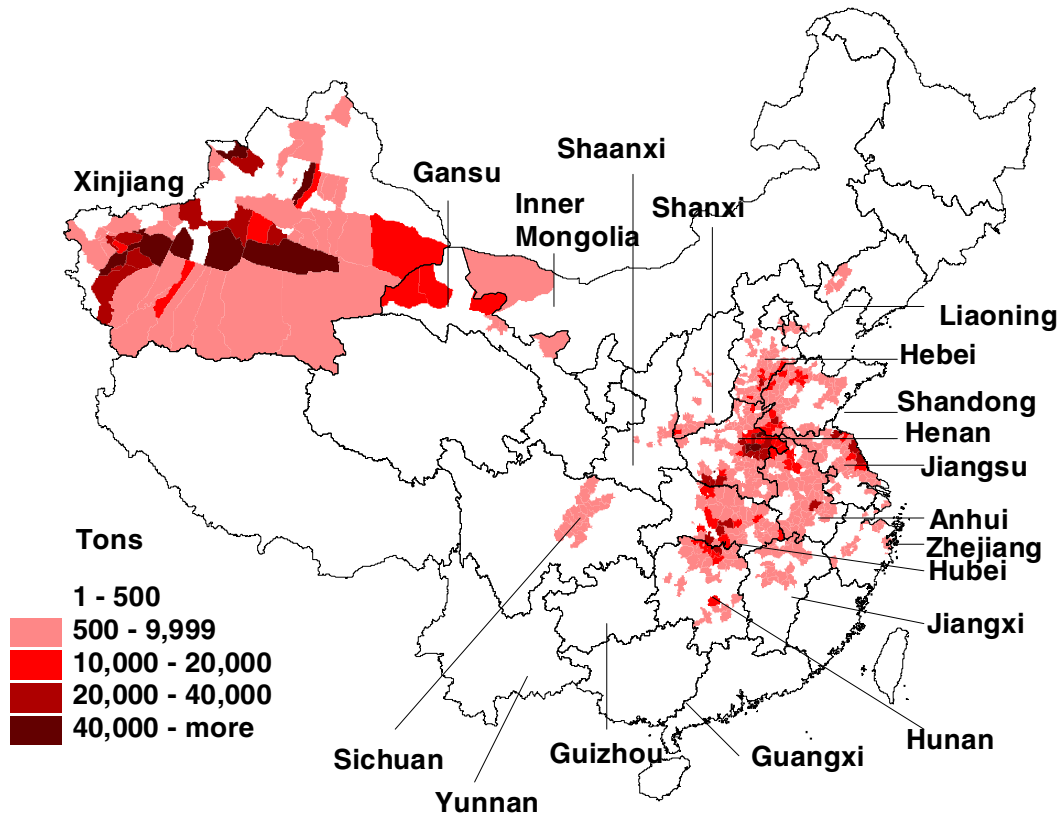 Shaanxi
Gansu
Xinjiang
Inner
Mongolia
Shanxi
Liaoning
Hebei
Shandong
Henan
Jiangsu
Anhui
Zhejiang
Hubei
Jiangxi
Tons
1 - 500
500 - 9,999
10,000 - 20,000
20,000 - 40,000
40,000 - more
Sichuan
Guizhou
Guangxi
Hunan
Yunnan